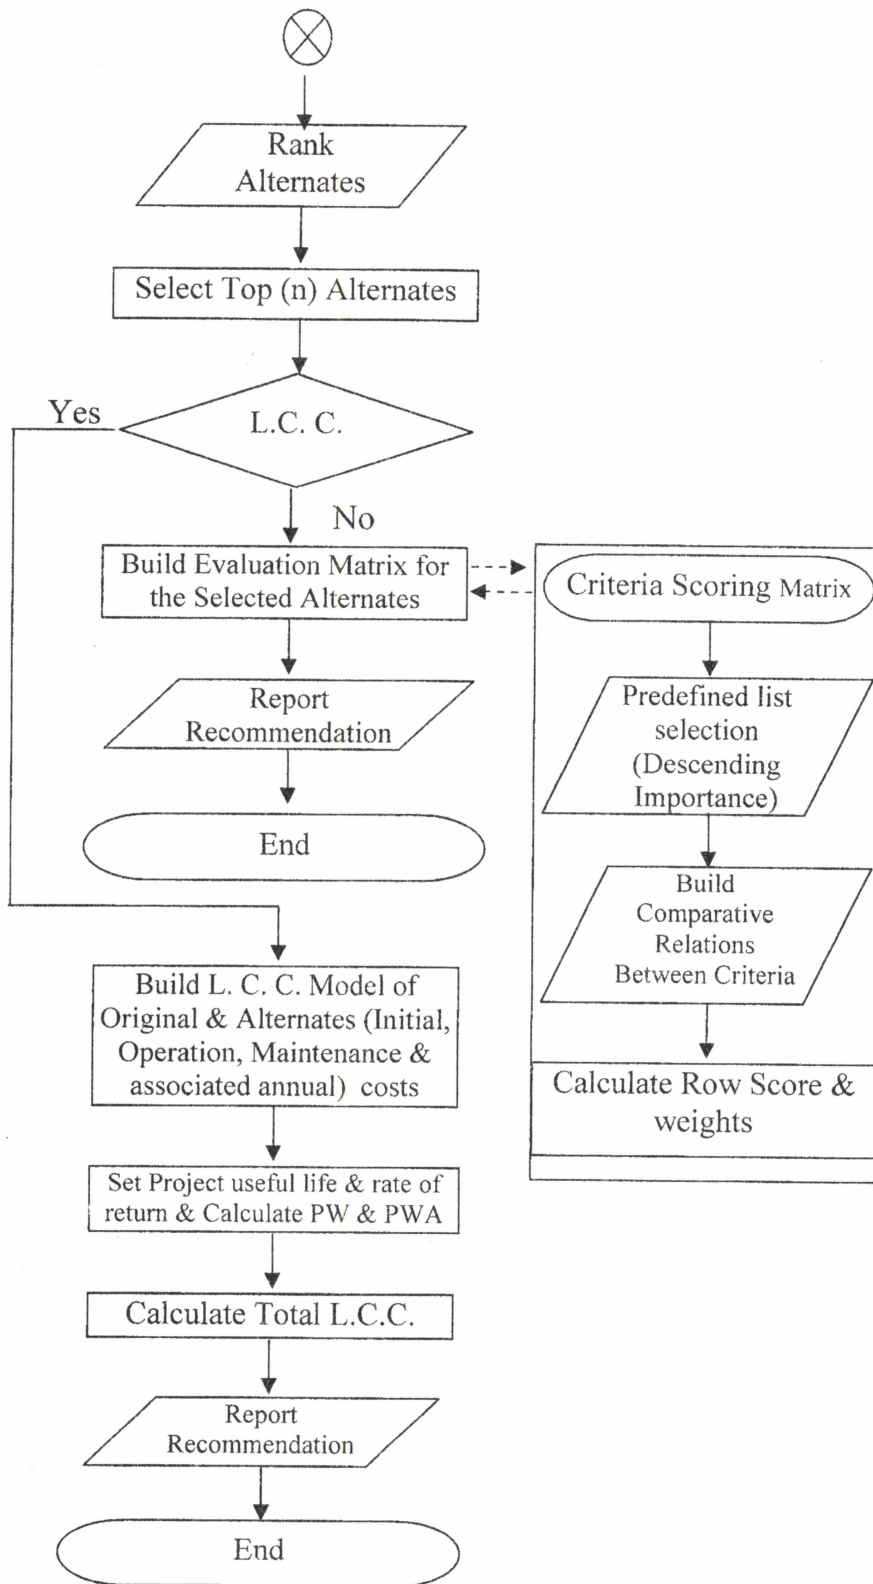 Rank
Alternates
Select Top (n) Alternates
L.C. C.
Yes
No
Build Evaluation Matrix for
the Selected Alternates
Report
Recommendation
End
Criteria Scoring Matrix
Predefined list
selection
(Descending
Importance)
Build
Comparative
Relations
Between Criteria
Calculate Row Score &
weights
Build L. C. C. Model of
Original & Alternates (Initial,
Operation, Maintenance &
associated annual) costs
Set Project useful life & rate of
return & Calculate PW & PWA
Calculate Total L.C.C.
Report
Recommendation
End